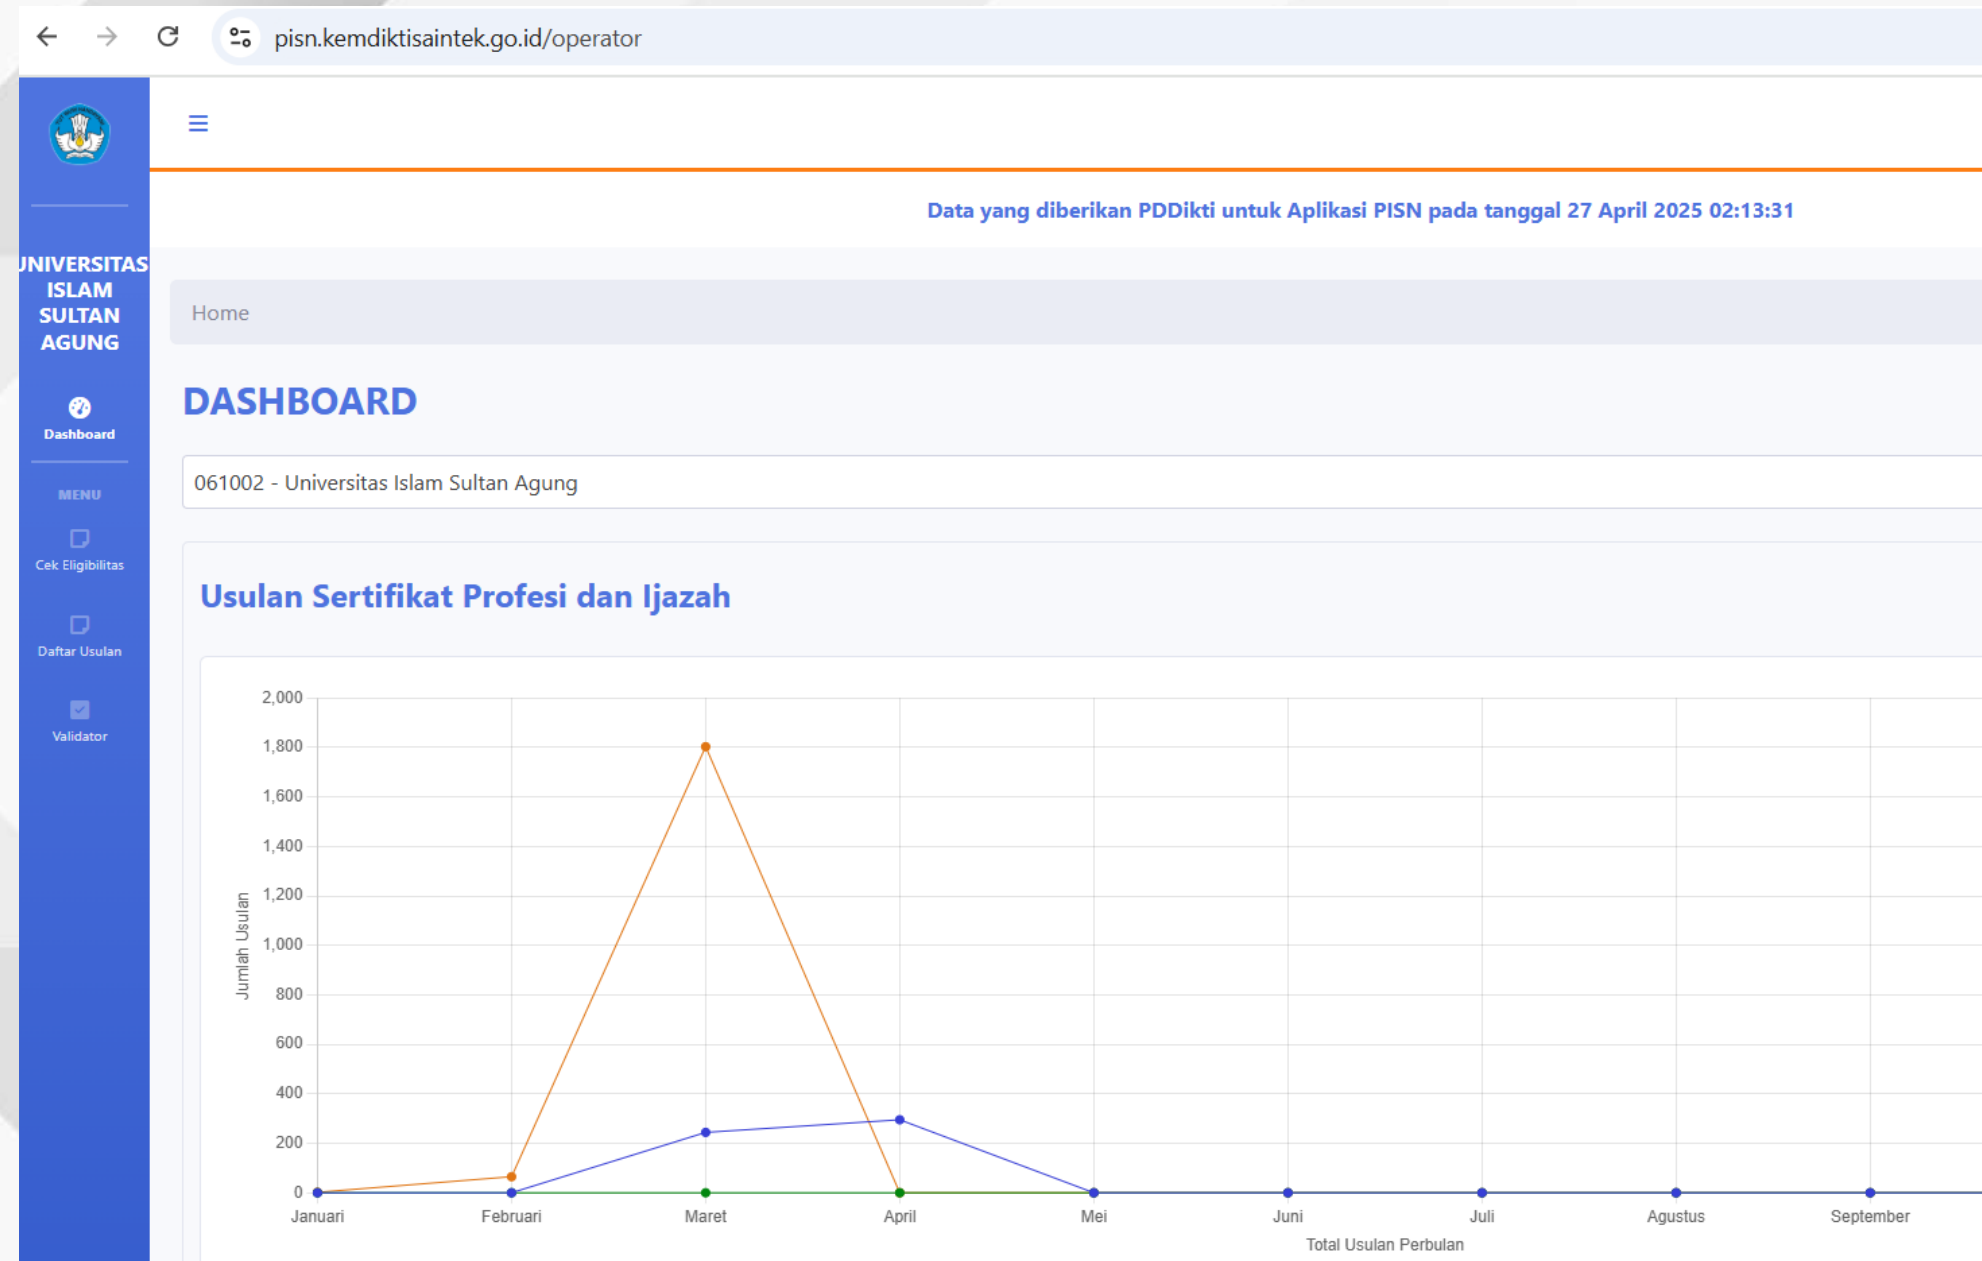 pisn.kemdiktisaintek.go.id/operator
Data yang diberikan PDDikti untuk Aplikasi PISN pada tanggal 27 April 2025 02:13:31
UNIVERSITAS
ISLAM
SULTAN
AGUNG
Dashboard
MENU
Cek Eligibilitas
Daftar Usulan
Validator
Home
DASHBOARD
061002 - Universitas Islam Sultan Agung
Usulan Sertifikat Profesi dan Ijazah
Jumlah Usulan
2,000
1,800
1,600
1,400
1,200
1,000
800
600
400
200
0
Januari Februari Maret April Mei Juni Juli Agustus September
Total Usulan Perbulan